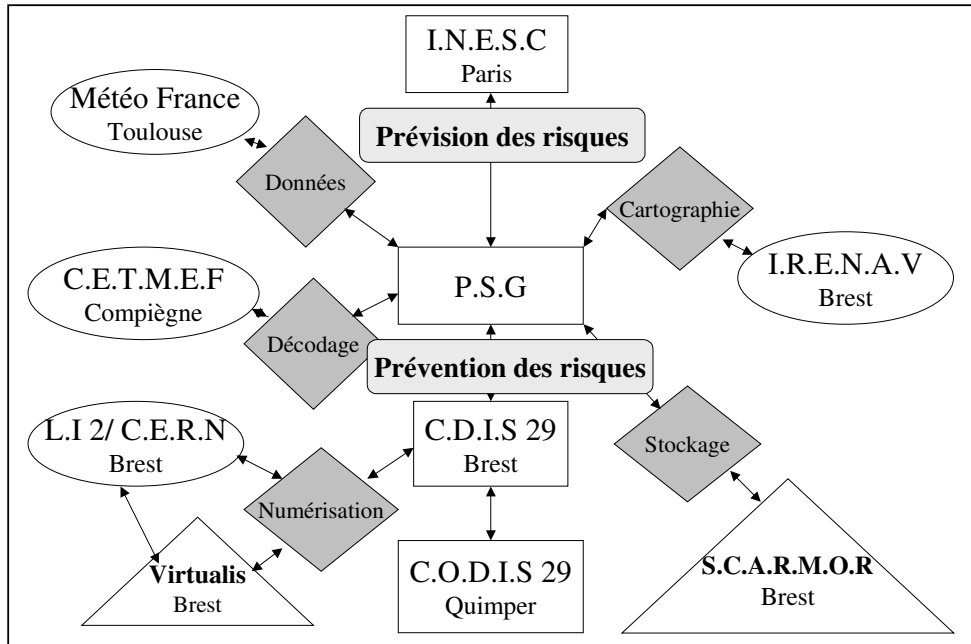 I.N.E.S.C
Paris
Météo France
Toulouse
Prévision des risques
Données
Cartographie
C.E.T.M.E.F
Compiègne
P.S.G
I.R.E.N.A.V
Brest
Décodage
Prévention des risques
L.I 2/ C.E.R.N
Brest
C.D.I.S 29
Brest
Stockage
Numérisation
Virtualis
Brest
C.O.D.I.S 29
Quimper
S.C.A.R.M.O.R
Brest